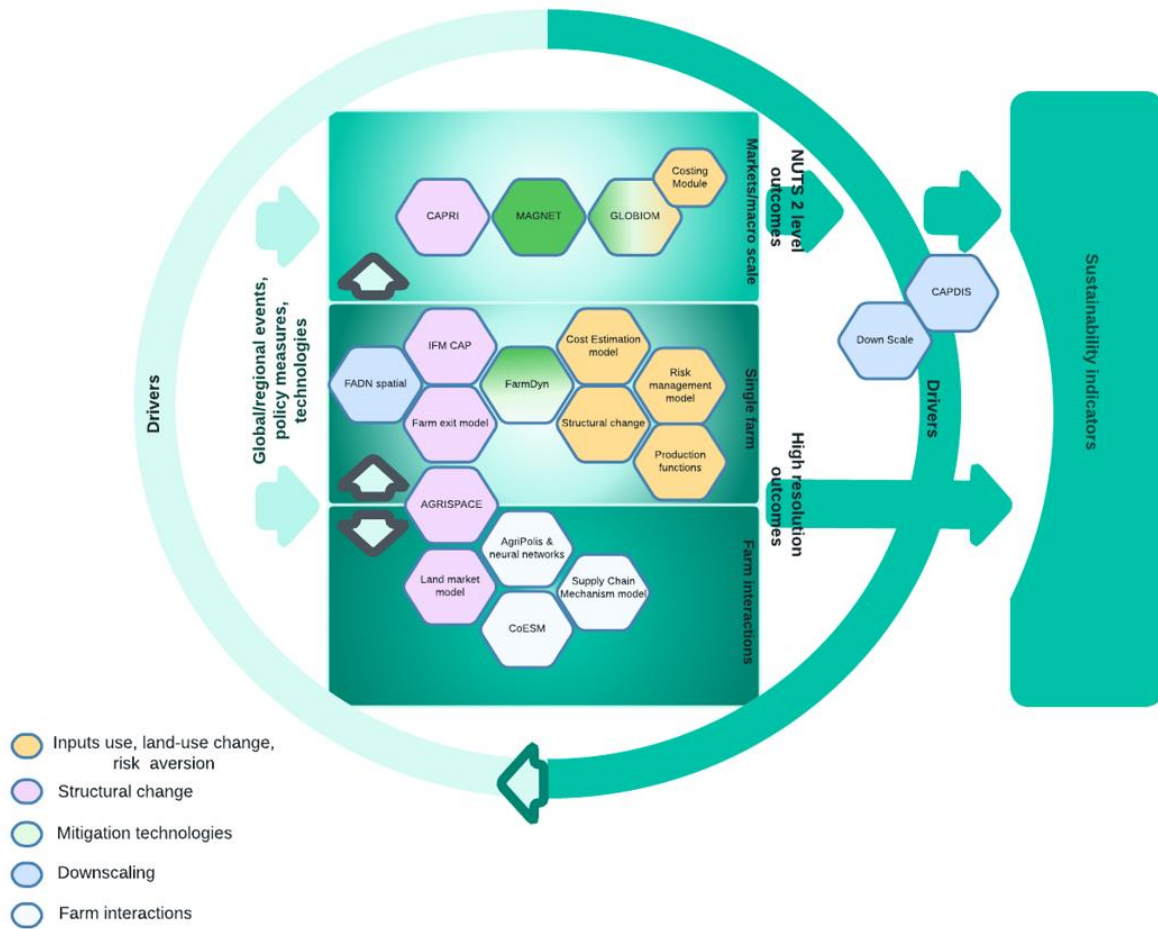 Drivers
Global/regional events,
policy measures,
technologies
Markets/macro scale
CAPRI
MAGNET
GLOBIOM
Costing
Module
Single farm
FADN spatial
IFM CAP
Farm exit model
FarmDyn
Cost Estimation
model
Structural change
Risk
management
model
Production
functions
Farm interactions
AGRISPACE
Land market
model
AgriPolis &
neural networks
CoESM
Supply Chain
Mechanism model
NUTS 2 level
outcomes
High resolution
outcomes
Down Scale
CAPDIS
Drivers
Sustainability indicators
Inputs use, land-use change,
risk aversion
Structural change
Mitigation technologies
Downscaling
Farm interactions